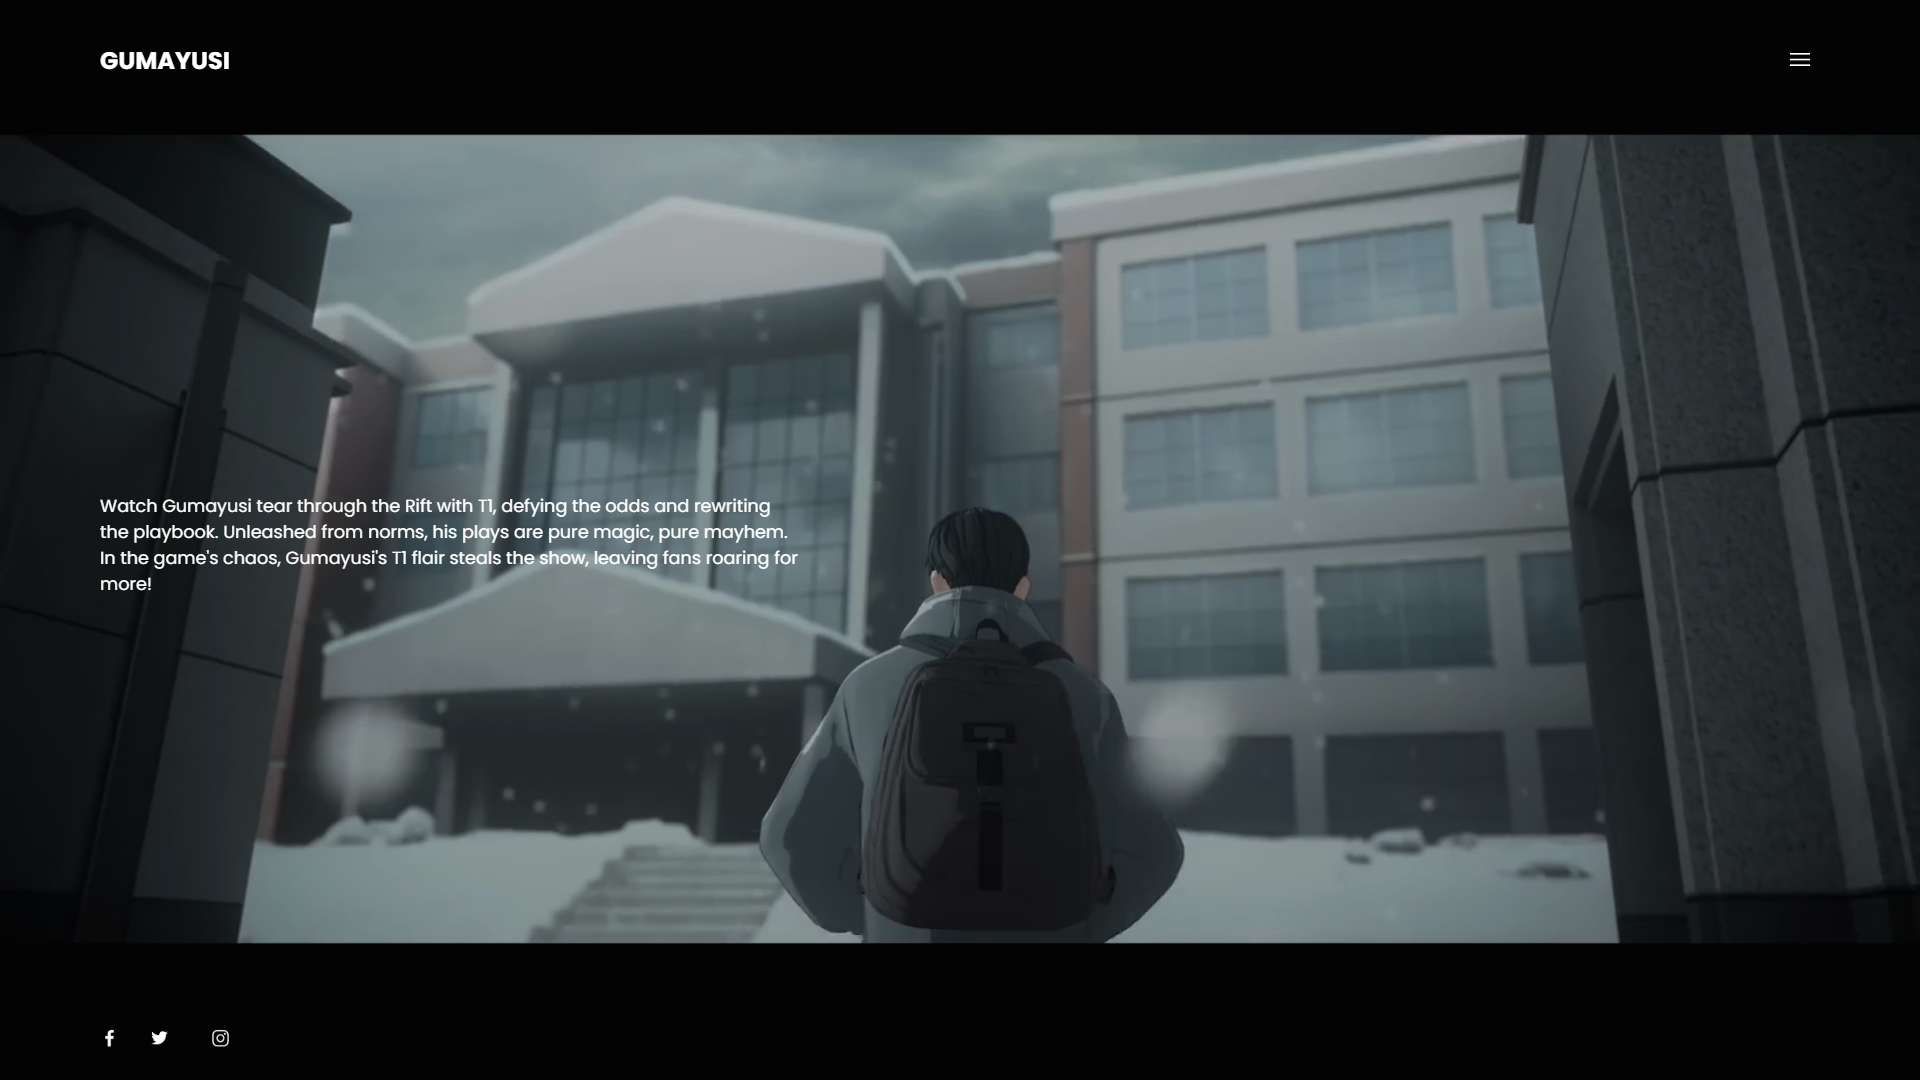 GUMAYUSI
Watch Gumayusi tear through the Rift with T1, defying the odds and rewriting
the playbook. Unleashed from norms, his plays are pure magic, pure mayhem.
In the game's chaos, Gumayusi's T1 flair steals the show, leaving fans roaring for
more!